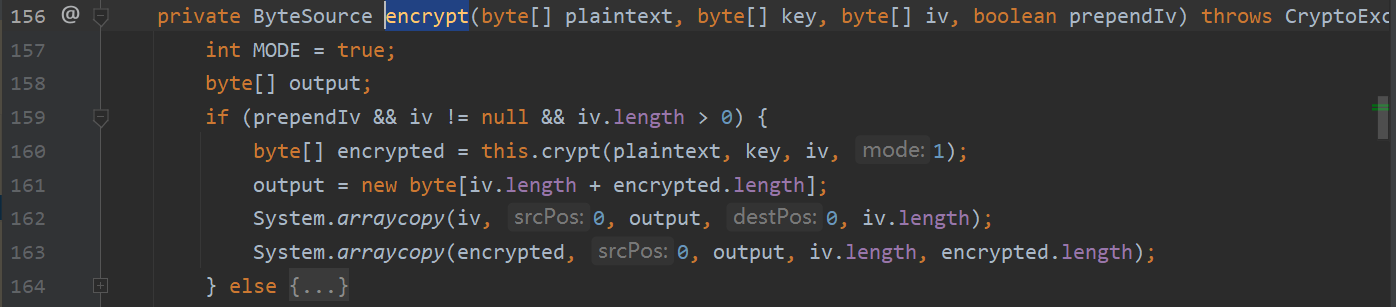 156 @ private ByteSource encrypt(byte[] plaintext, byte[] key, byte[] iv, boolean prependIv) throws CryptoExc
157 int MODE = true;
158 byte[] output;
159 if (prependIv && iv != null && iv.length > 0) {
160 byte[] encrypted = this.crypt(plaintext, key, iv, mode: 1);
161 output = new byte[iv.length + encrypted.length];
162 System.arraycopy(iv, srcPos: 0, output, destPos: 0, iv.length);
163 System.arraycopy(encrypted, srcPos: 0, output, iv.length, encrypted.length);
164 } else {...}